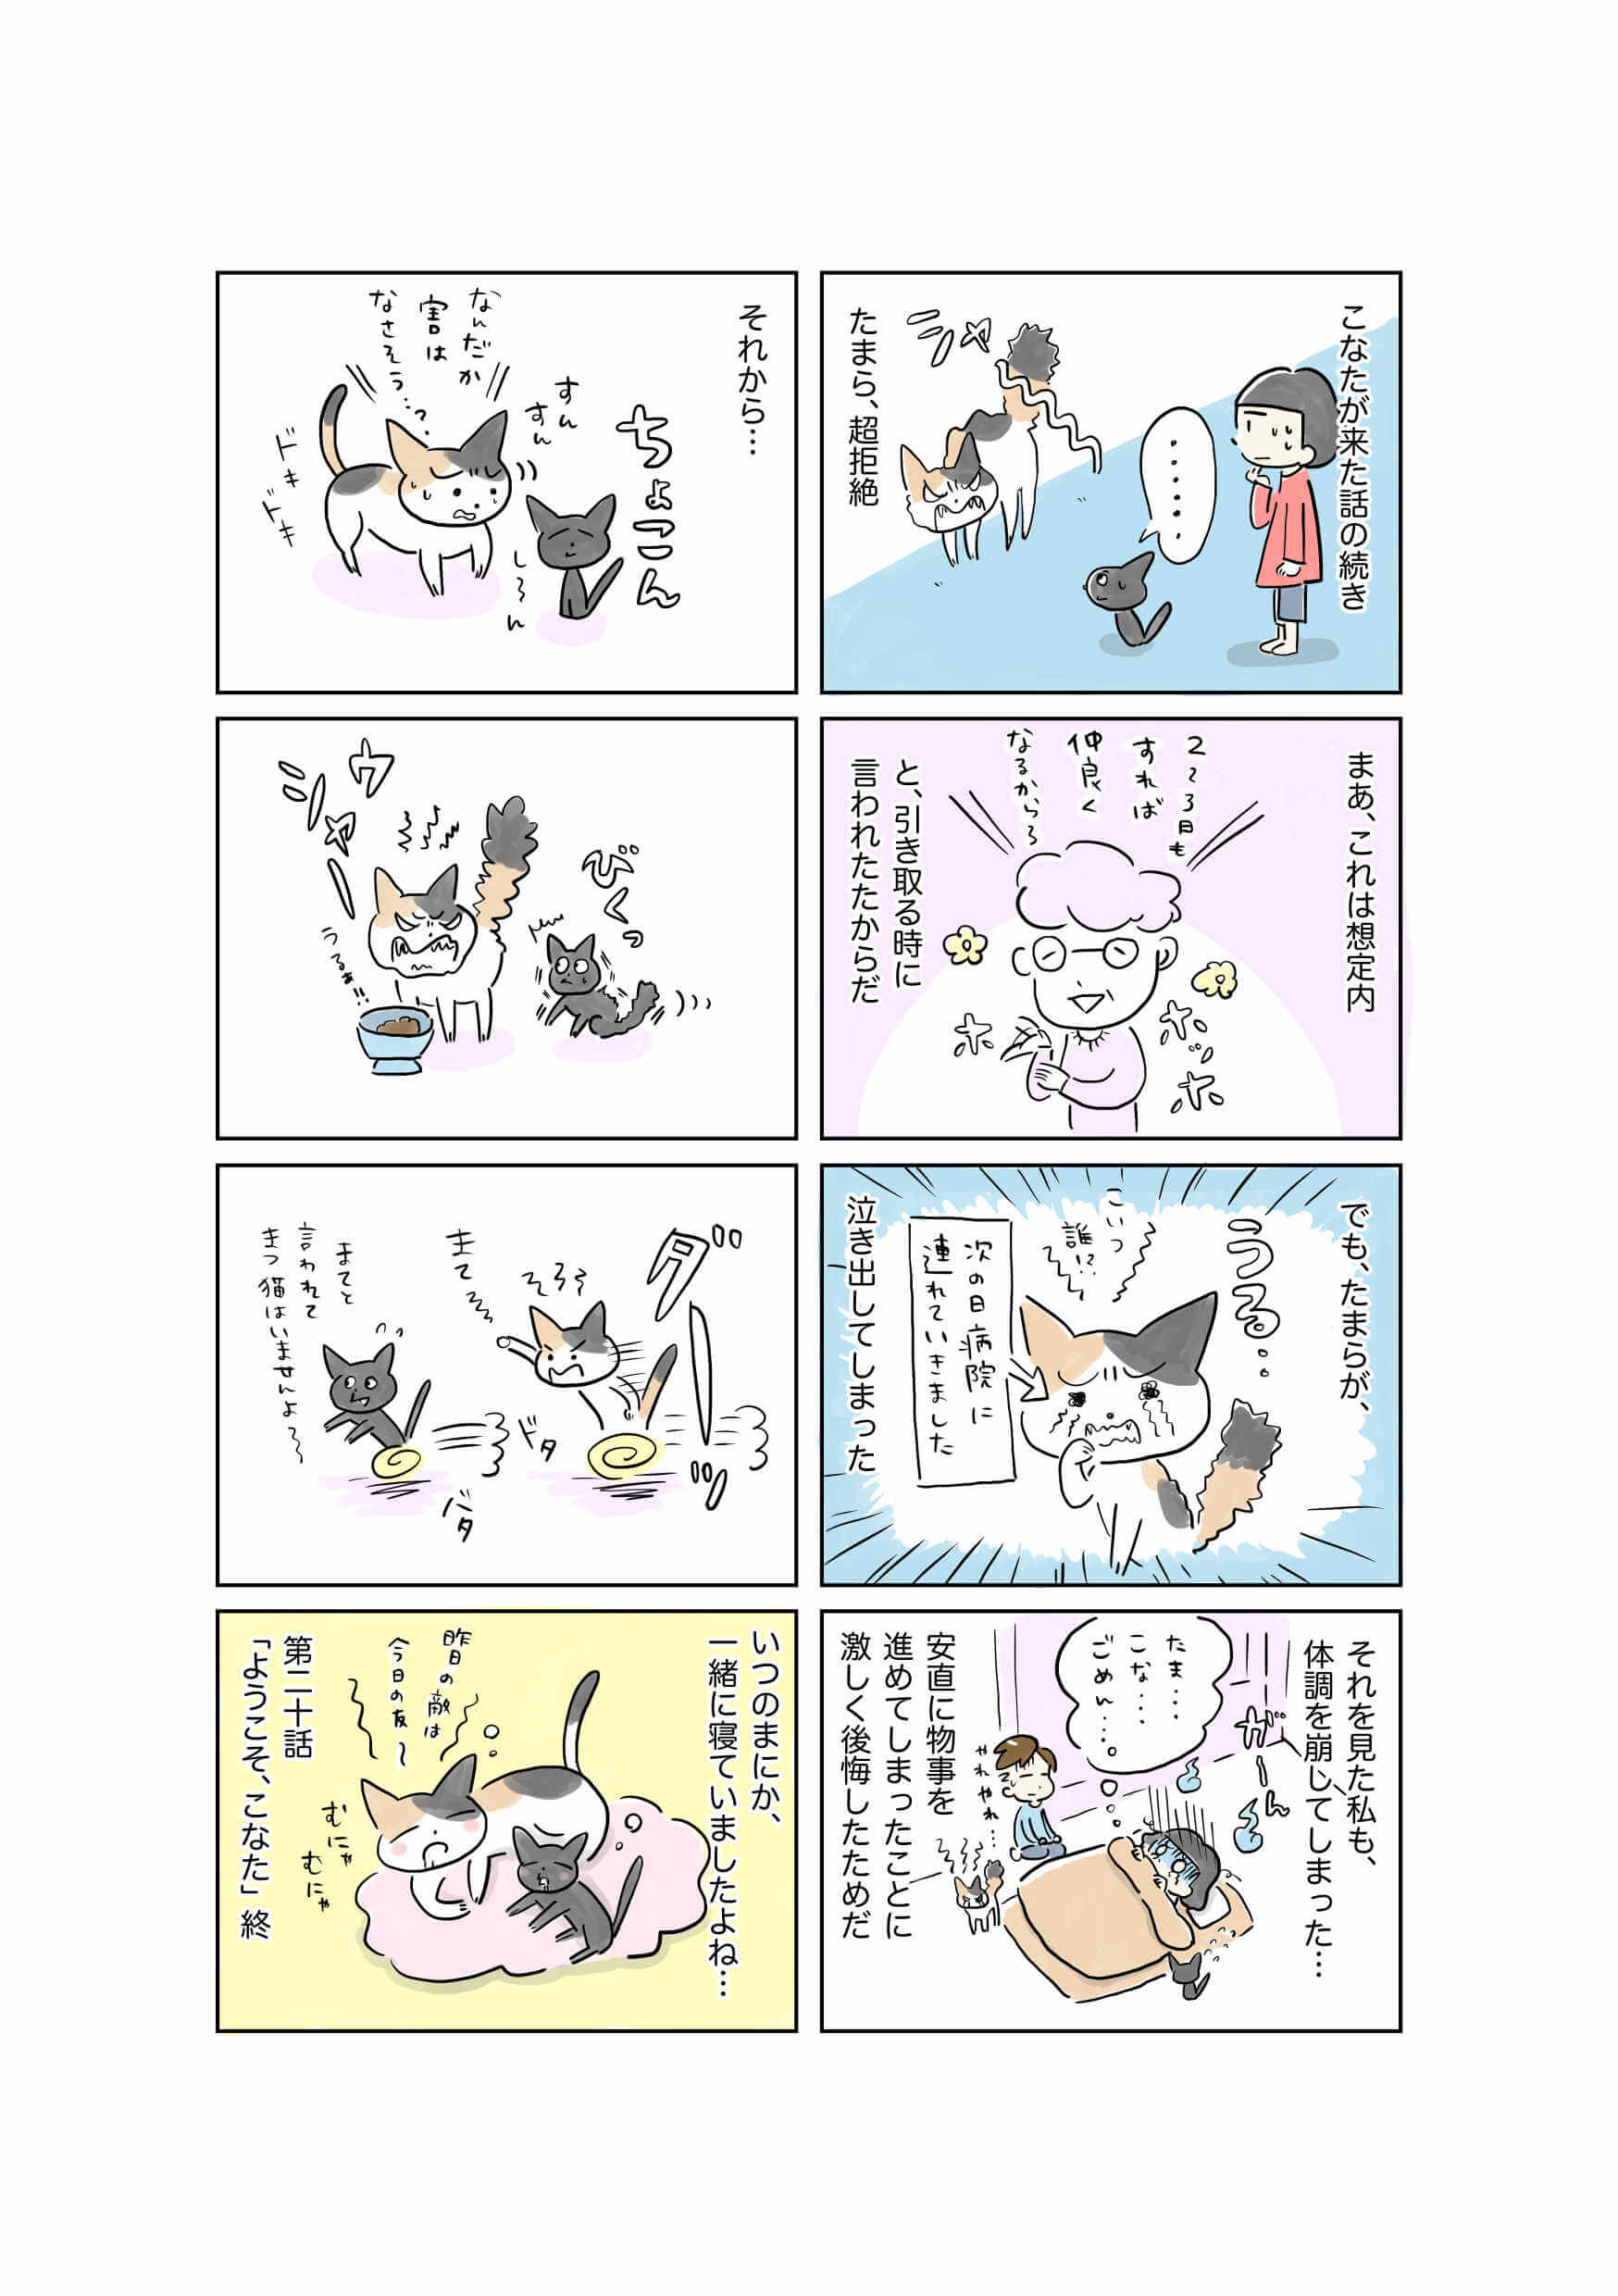 こなたが来た話の続き
・・・・・・
シャ
たまら、超拒絶
まあ、これは想定内
2~3日も
すれば
仲良く
なるから~
ホッホ
ホ
と、引き取る時に
言われたたからだ
でも、たまらが、
うるる...
こいつ
誰!?
次の日病院に
連れていきました
泣き出してしまった
それを見た私も、
体調を崩してしまった…
ガーん
たま...
こな...
ごめん...
やれやれ...
安直に物事を
進めてしまったことに
激しく後悔したためだ
それから…
ちょこん
すん
すん
しーん
なんだか
害は
なさそう..?
ドキ
ドキ
びくっ
ウ
シャー
うるぁ!!
ダーッ
まて~
ドタ
バタ
まてと
言われて
まつ猫はいませんよ~
いつのまにか、
一緒に寝ていましたよね…
昨日の敵は
今日の友~
むにゃ
むにゃ
第二十話
「ようこそ、こなた」終